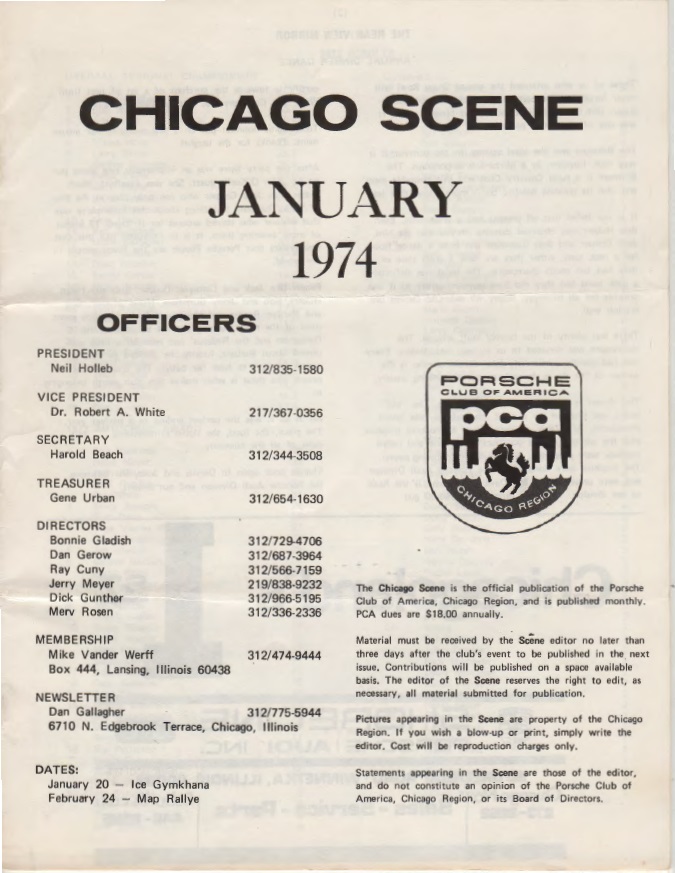 CHICAGO SCENE
JANUARY
1974
OFFICERS
PRESIDENT
Neil Holleb 312/835-1580
VICE PRESIDENT
Dr. Robert A. White 217/367-0356
SECRETARY
Harold Beach 312/344-3508
TREASURER
Gene Urban 312/654-1630
DIRECTORS
Bonnie Gladish 312/729-4706
Dan Gerow 312/687-3964
Ray Cuny 312/566-7159
Jerry Meyer 219/838-9232
Dick Gunther 312/966-5195
Merv Rosen 312/336-2336
MEMBERSHIP
Mike Vander Werff 312/474-9444
Box 444, Lansing, Illinois 60438
NEWSLETTER
Dan Gallagher 312/775-5944
6710 N. Edgebrook Terrace, Chicago, Illinois
DATES:
January 20 — Ice Gymkhana
February 24 — Map Rallye
PORSCHE
CLUB OF AMERICA
pca
CHICAGO REGION
The Chicago Scene is the official publication of the Porsche
Club of America, Chicago Region, and is published monthly.
PCA dues are $18.00 annually.
Material must be received by the Scene editor no later than
three days after the club's event to be published in the next
issue. Contributions will be published on a space available
basis. The editor of the Scene reserves the right to edit, as
necessary, all material submitted for publication.
Pictures appearing in the Scene are property of the Chicago
Region. If you wish a blow-up or print, simply write the
editor. Cost will be reproduction charges only.
Statements appearing in the Scene are those of the editor,
and do not constitute an opinion of the Porsche Club of
America, Chicago Region, or its Board of Directors.